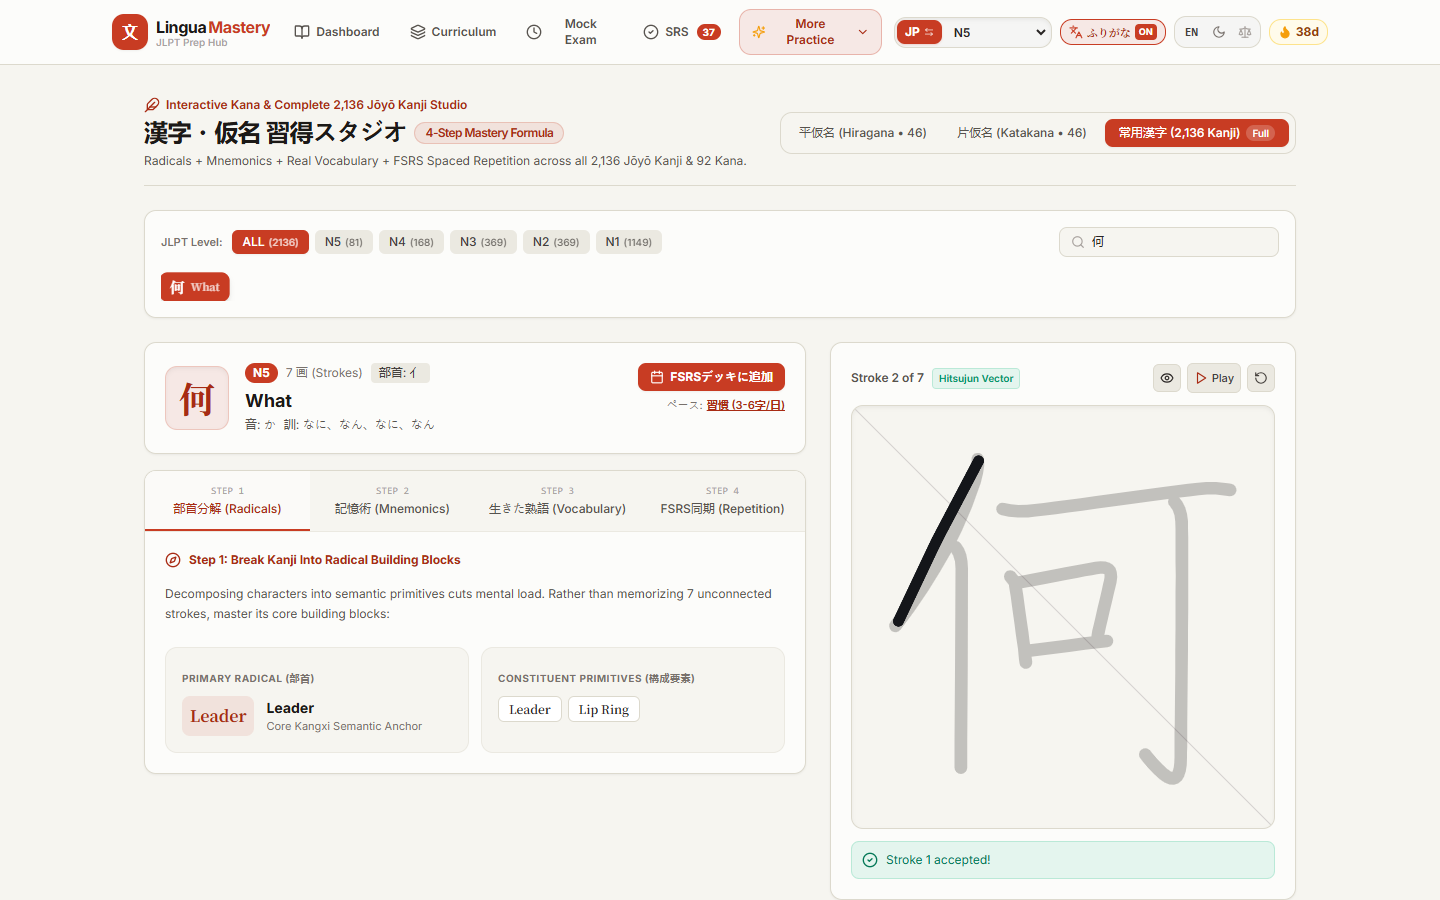 文 LinguaMastery
JLPT Prep Hub
Dashboard
Curriculum
Mock Exam
SRS 37
More Practice
JP ⇆ N5
ふりがな ON
EN
38d
Interactive Kana & Complete 2,136 Jōyō Kanji Studio
漢字・仮名 習得スタジオ 4-Step Mastery Formula
Radicals + Mnemonics + Real Vocabulary + FSRS Spaced Repetition across all 2,136 Jōyō Kanji & 92 Kana.
平仮名 (Hiragana • 46) 片仮名 (Katakana • 46) 常用漢字 (2,136 Kanji) Full
JLPT Level: ALL (2136) N5 (81) N4 (168) N3 (369) N2 (369) N1 (1149)
何
何 What
何
N5 7 画 (Strokes) 部首: 亻
What
音: か 訓: なに、なん、なに、なん
FSRSデッキに追加
ペース: 習慣 (3-6字/日)
STEP 1
部首分解 (Radicals)
STEP 2
記憶術 (Mnemonics)
STEP 3
生きた熟語 (Vocabulary)
STEP 4
FSRS同期 (Repetition)
Step 1: Break Kanji Into Radical Building Blocks
Decomposing characters into semantic primitives cuts mental load. Rather than memorizing 7 unconnected
strokes, master its core building blocks:
PRIMARY RADICAL (部首)
Leader
Leader
Core Kangxi Semantic Anchor
CONSTITUENT PRIMITIVES (構成要素)
Leader Lip Ring
Stroke 2 of 7 Hitsujun Vector
Play
何
Stroke 1 accepted!